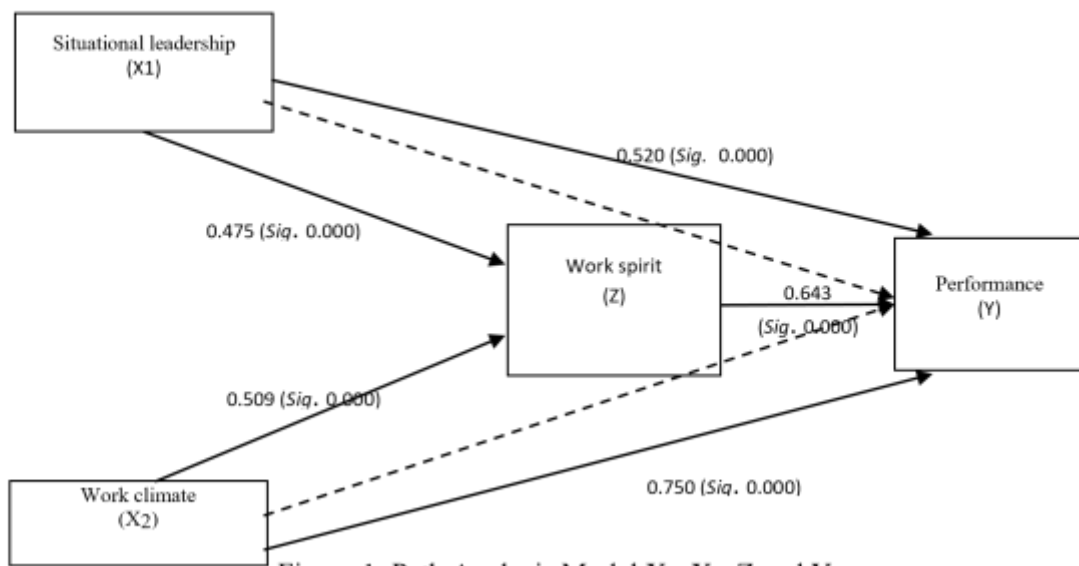 Situational leadership
(X1)
0.520 (Sig. 0.000)
0.475 (Sig. 0.000)
Work spirit
(Z)
0.643
(Sig. 0.000)
Performance
(Y)
0.509 (Sig. 0.000)
Work climate
(X2)
0.750 (Sig. 0.000)